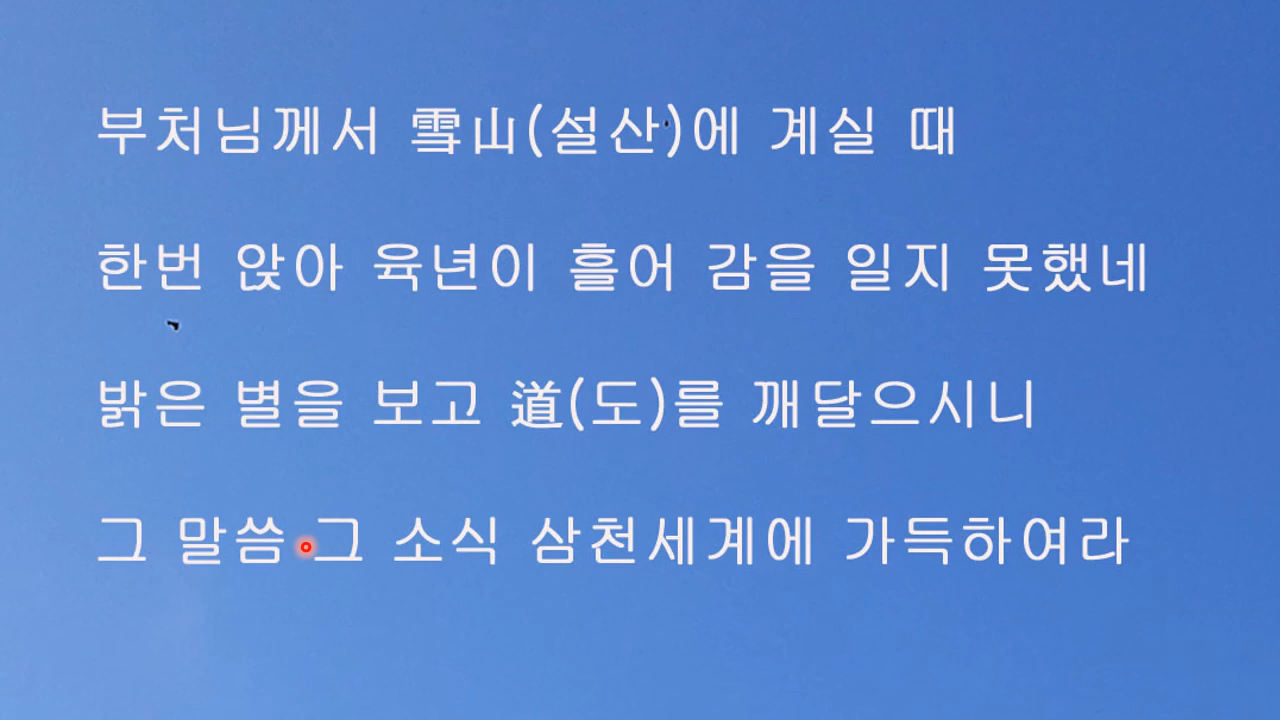 부처님께서 雪山(설산)에 계실 때
한번 앉아 육년이 흘어 감을 일지 못했네
밝은 별을 보고 道(도)를 깨달으시니
그 말씀 그 소식 삼천세계에 가득하여라